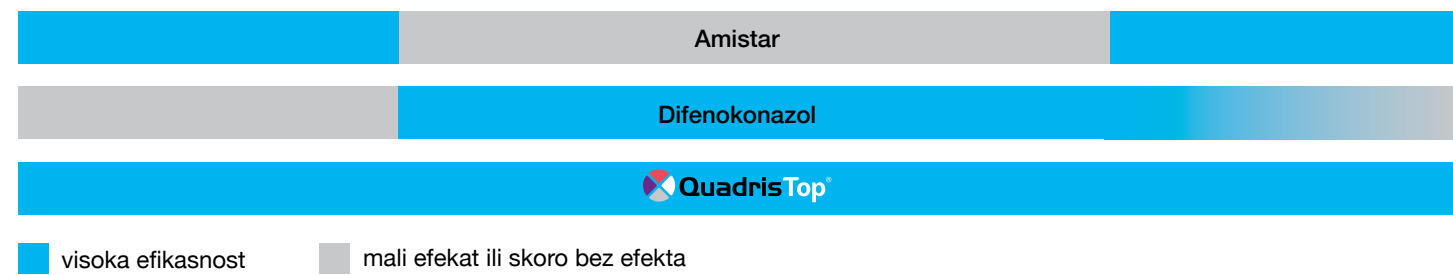 Amistar
Difenokonazol
QuadrisTop®
visoka efikasnost
mali efekat ili skoro bez efekta